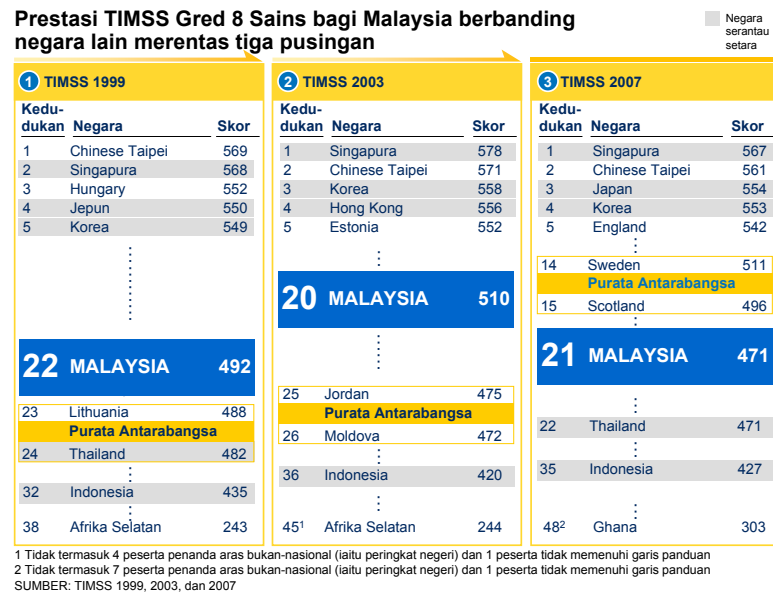 Prestasi TIMSS Gred 8 Sains bagi Malaysia berbanding
negara lain merentas tiga pusingan
Negara
serantau
setara
1 TIMSS 1999
Kedu-
dukan Negara Skor
1 Chinese Taipei 569
2 Singapura 568
3 Hungary 552
4 Jepun 550
5 Korea 549
22 MALAYSIA 492
23 Lithuania 488
Purata Antarabangsa
24 Thailand 482
32 Indonesia 435
38 Afrika Selatan 243
2 TIMSS 2003
Kedu-
dukan Negara Skor
1 Singapura 578
2 Chinese Taipei 571
3 Korea 558
4 Hong Kong 556
5 Estonia 552
20 MALAYSIA 510
25 Jordan 475
Purata Antarabangsa
26 Moldova 472
36 Indonesia 420
45¹ Afrika Selatan 244
3 TIMSS 2007
Kedu-
dukan Negara Skor
1 Singapura 567
2 Chinese Taipei 561
3 Japan 554
4 Korea 553
5 England 542
14 Sweden 511
Purata Antarabangsa
15 Scotland 496
21 MALAYSIA 471
22 Thailand 471
35 Indonesia 427
48² Ghana 303
1 Tidak termasuk 4 peserta penanda aras bukan-nasional (iaitu peringkat negeri) dan 1 peserta tidak memenuhi garis panduan
2 Tidak termasuk 7 peserta penanda aras bukan-nasional (iaitu peringkat negeri) dan 1 peserta tidak memenuhi garis panduan
SUMBER: TIMSS 1999, 2003, dan 2007